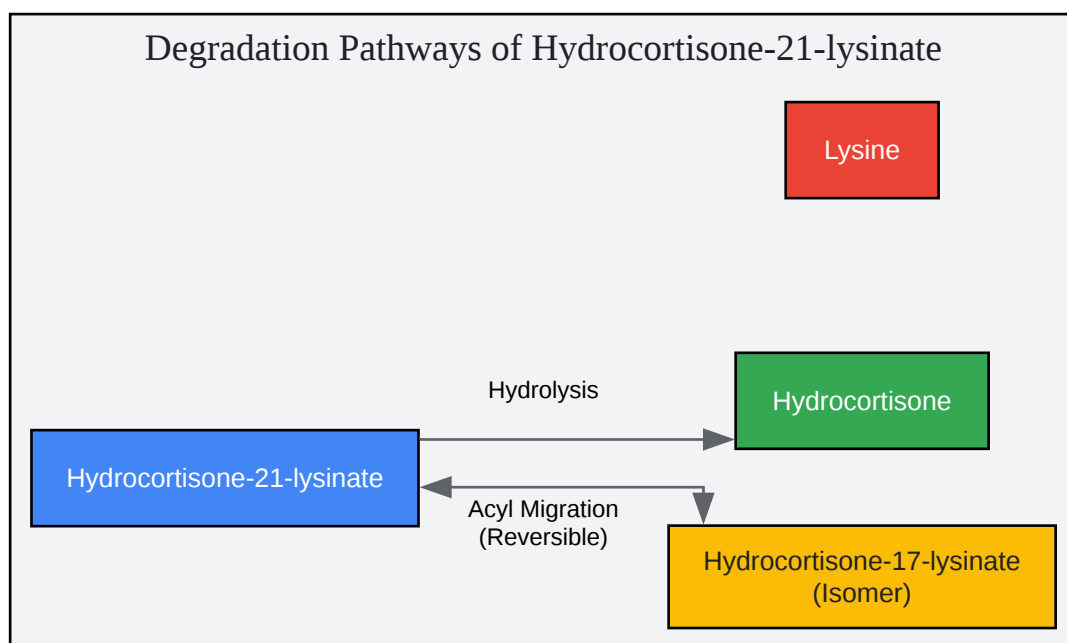 Degradation Pathways of Hydrocortisone-21-lysinate
Lysine
Hydrolysis
Hydrocortisone
Hydrocortisone-21-lysinate
Acyl Migration
(Reversible)
Hydrocortisone-17-lysinate
(Isomer)